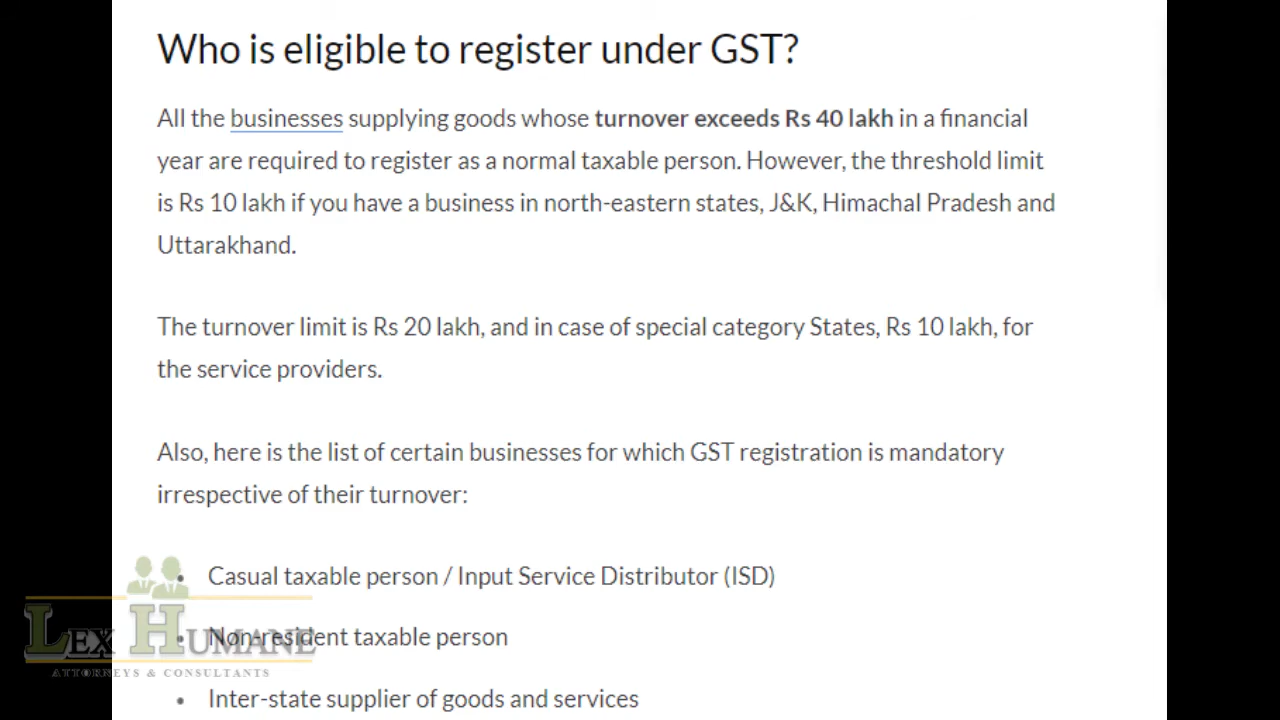 Who is eligible to register under GST?
All the businesses supplying goods whose turnover exceeds Rs 40 lakh in a financial
year are required to register as a normal taxable person. However, the threshold limit
is Rs 10 lakh if you have a business in north-eastern states, J&K, Himachal Pradesh and
Uttarakhand.
The turnover limit is Rs 20 lakh, and in case of special category States, Rs 10 lakh, for
the service providers.
Also, here is the list of certain businesses for which GST registration is mandatory
irrespective of their turnover:
• Casual taxable person / Input Service Distributor (ISD)
• Non-resident taxable person
• Inter-state supplier of goods and services
LEX HUMANE
ATTORNEYS & CONSULTANTS